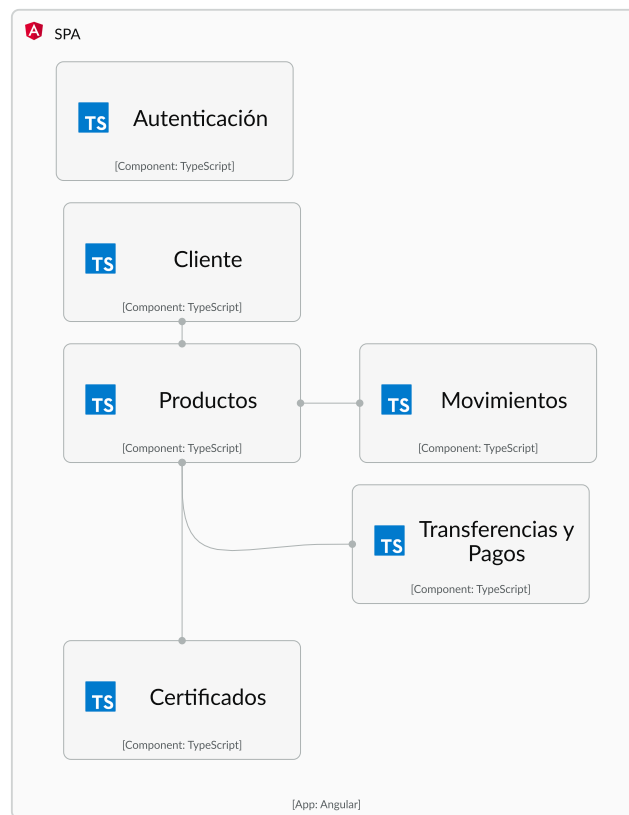 SPA
TS
Autenticación
[Component: TypeScript]
TS
Cliente
[Component: TypeScript]
TS
Productos
[Component: TypeScript]
TS
Movimientos
[Component: TypeScript]
TS
Transferencias y
Pagos
[Component: TypeScript]
TS
Certificados
[Component: TypeScript]
[App: Angular]